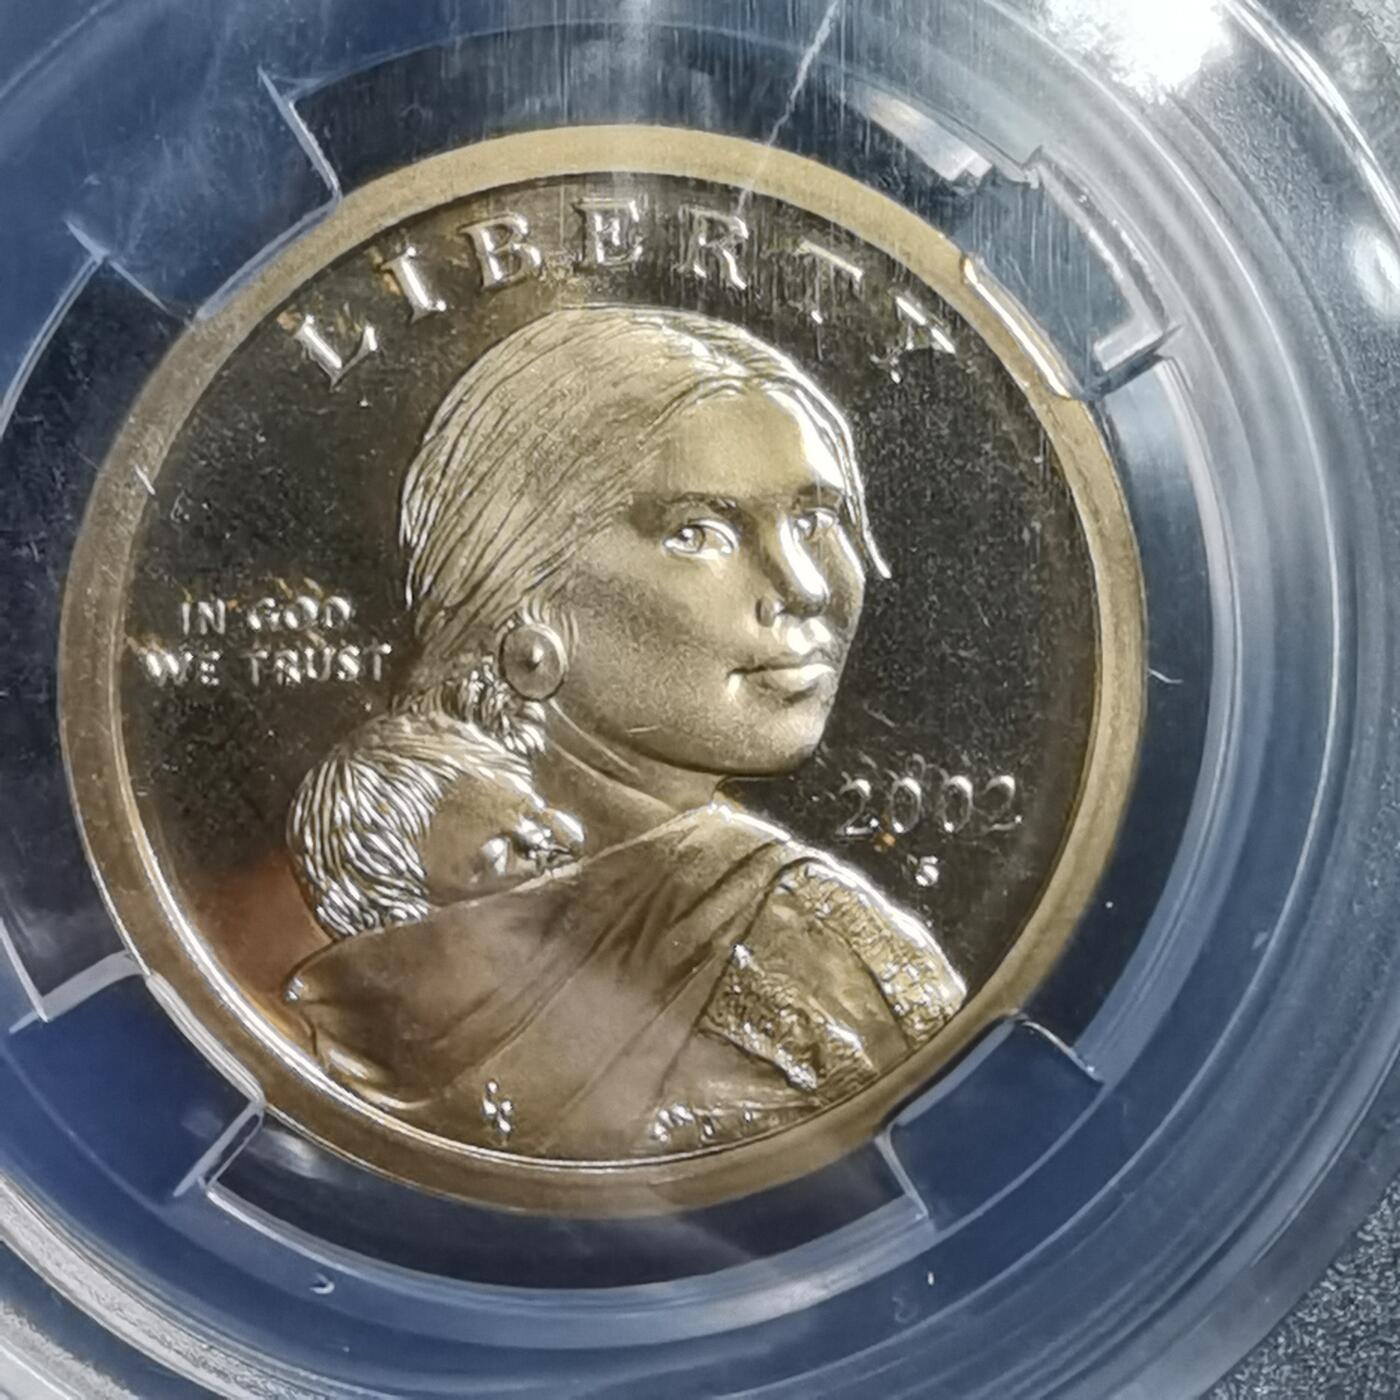 LIBERTY
IN GOD
WE TRUST
2002
S